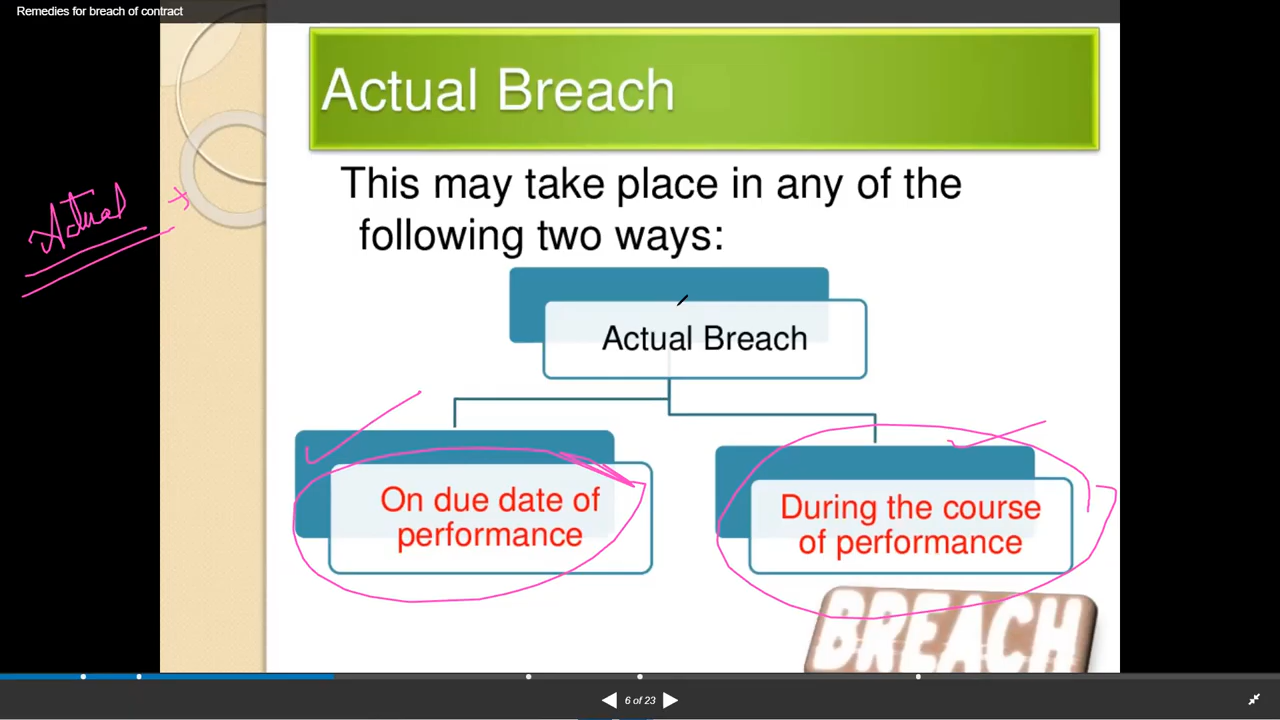 Remedies for breach of contract
Actual Breach
This may take place in any of the
following two ways:
Actual
Actual Breach
On due date of
performance
During the course
of performance
BREACH
6 of 23